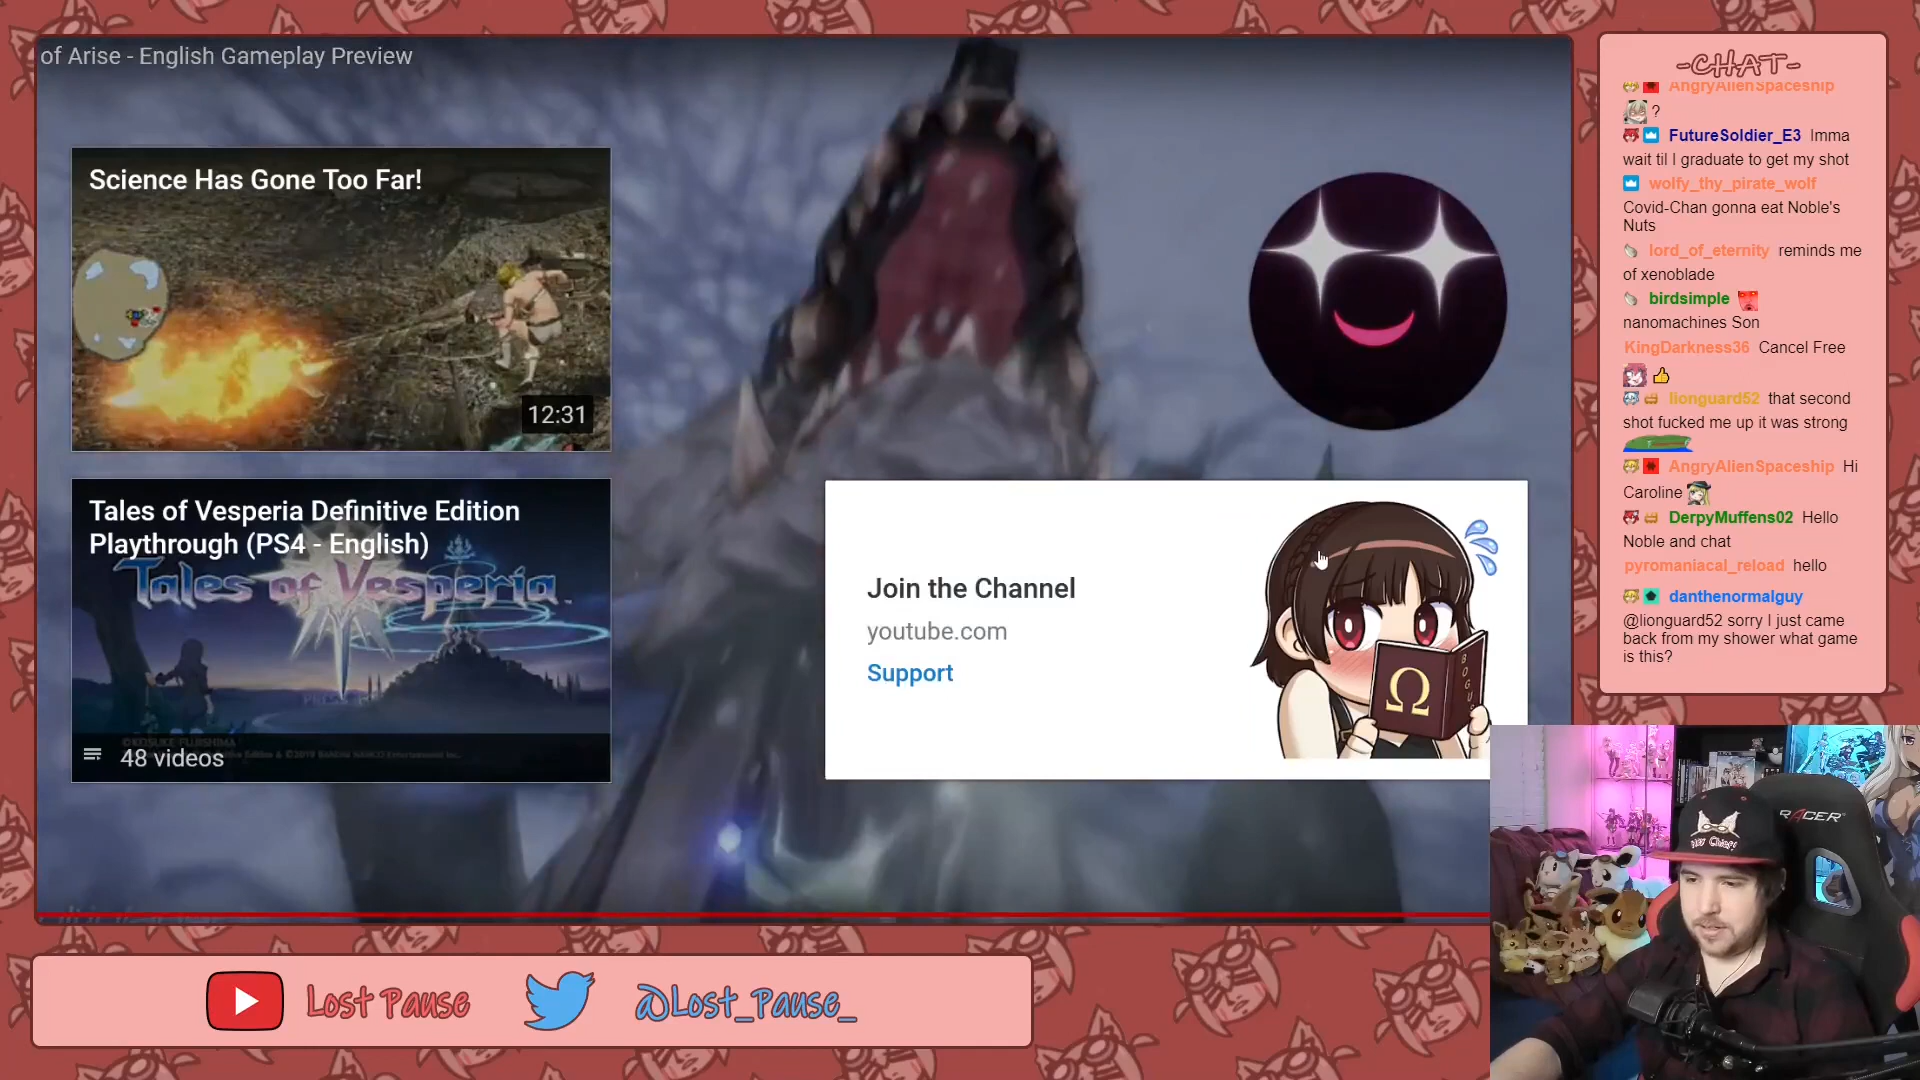 of Arise - English Gameplay Preview
Science Has Gone Too Far!
12:31
Tales of Vesperia Definitive Edition
Playthrough (PS4 - English)
Tales of Vesperia
48 videos
Join the Channel
youtube.com
Support
Ω
BOGU
-CHAT-
AngryAlienSpaceship
?
FutureSoldier_E3 Imma
wait til I graduate to get my shot
wolfy_thy_pirate_wolf
Covid-Chan gonna eat Noble's
Nuts
lord_of_eternity reminds me
of xenoblade
birdsimple
nanomachines Son
KingDarkness36 Cancel Free
lionguard52 that second
shot fucked me up it was strong
AngryAlienSpaceship Hi
Caroline
DerpyMuffens02 Hello
Noble and chat
pyromaniacal_reload hello
danthenormalguy
@lionguard52 sorry I just came
back from my shower what game
is this?
Hey Chief!
R4CER
Lost Pause
@Lost_Pause_